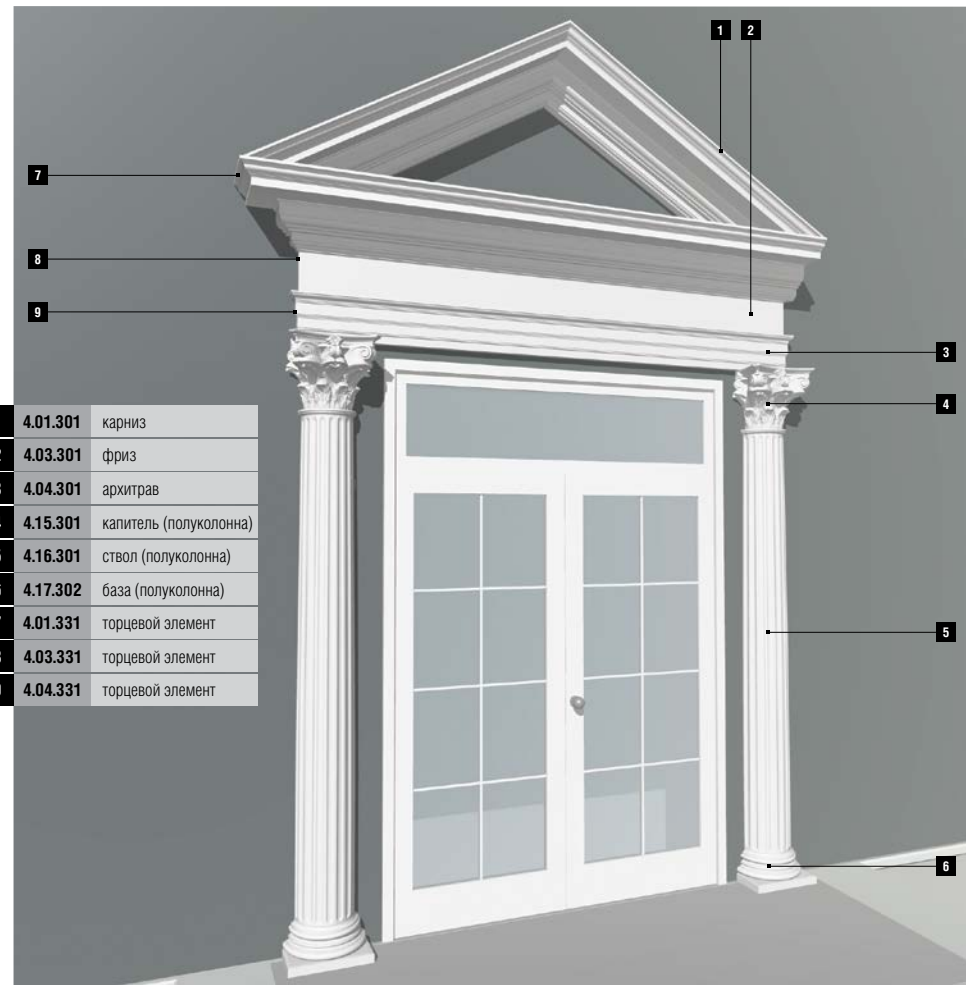 1 2
7
8
9
3
4
5
6
4.01.301 карниз
4.03.301 фриз
4.04.301 архитрав
4.15.301 капитель (полуколонна)
4.16.301 ствол (полуколонна)
4.17.302 база (полуколонна)
4.01.331 торцевой элемент
4.03.331 торцевой элемент
4.04.331 торцевой элемент